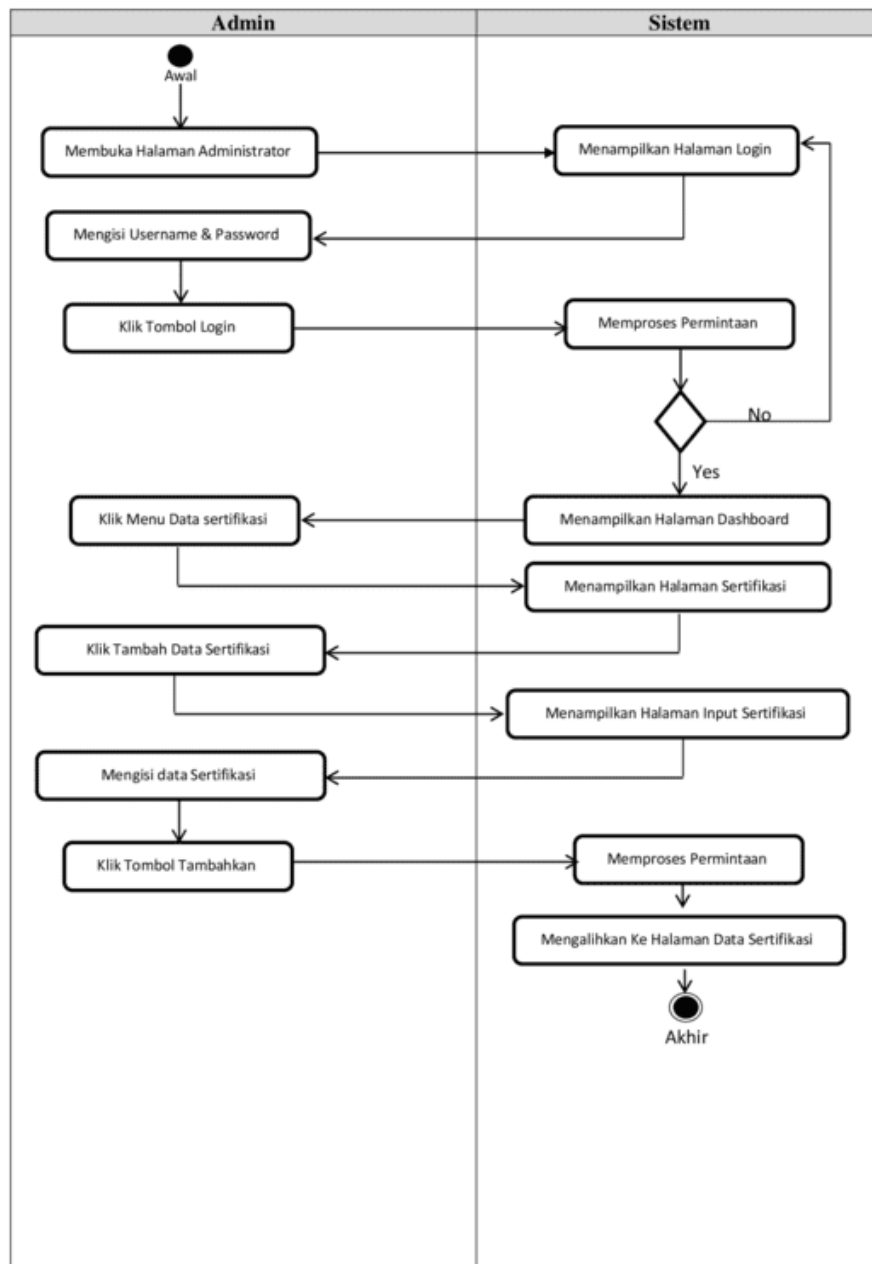 Admin
Sistem
Awal
Membuka Halaman Administrator
Menampilkan Halaman Login
Mengisi Username & Password
Klik Tombol Login
Memproses Permintaan
No
Yes
Klik Menu Data sertifikasi
Menampilkan Halaman Dashboard
Menampilkan Halaman Sertifikasi
Klik Tambah Data Sertifikasi
Menampilkan Halaman Input Sertifikasi
Mengisi data Sertifikasi
Klik Tombol Tambahkan
Memproses Permintaan
Mengalihkan Ke Halaman Data Sertifikasi
Akhir